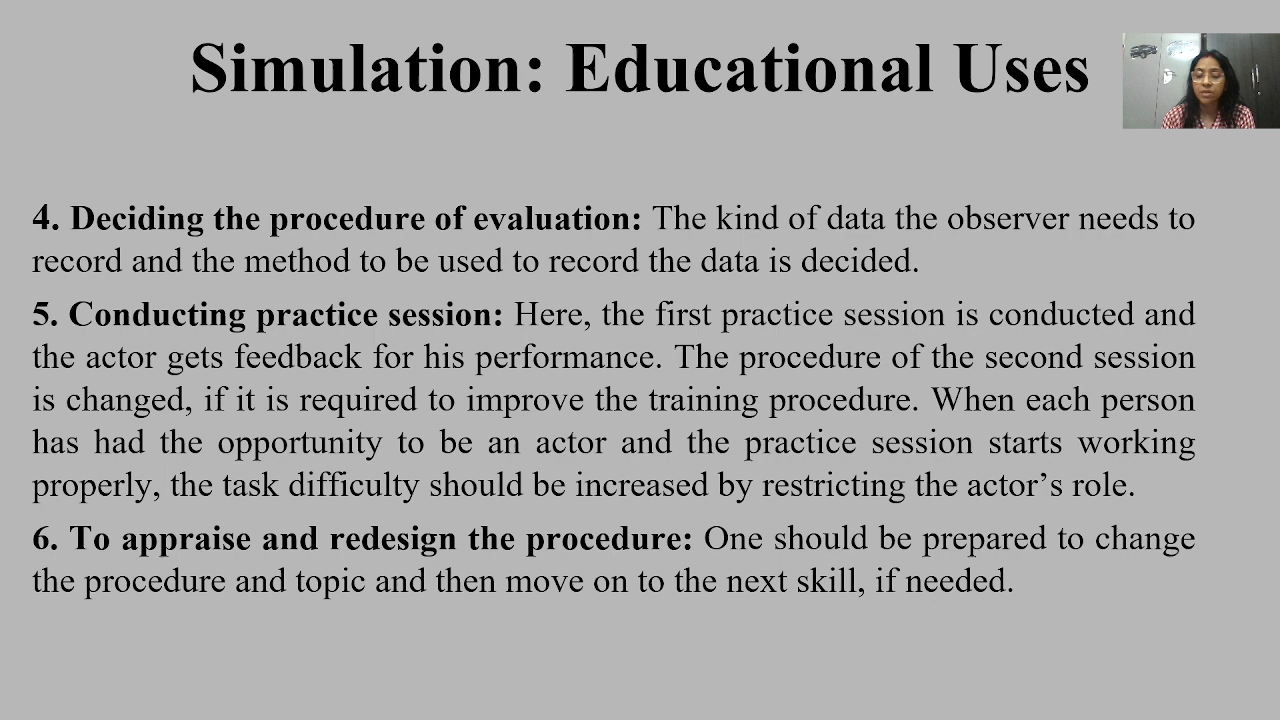 Simulation: Educational Uses
4. Deciding the procedure of evaluation: The kind of data the observer needs to
record and the method to be used to record the data is decided.
5. Conducting practice session: Here, the first practice session is conducted and
the actor gets feedback for his performance. The procedure of the second session
is changed, if it is required to improve the training procedure. When each person
has had the opportunity to be an actor and the practice session starts working
properly, the task difficulty should be increased by restricting the actor’s role.
6. To appraise and redesign the procedure: One should be prepared to change
the procedure and topic and then move on to the next skill, if needed.